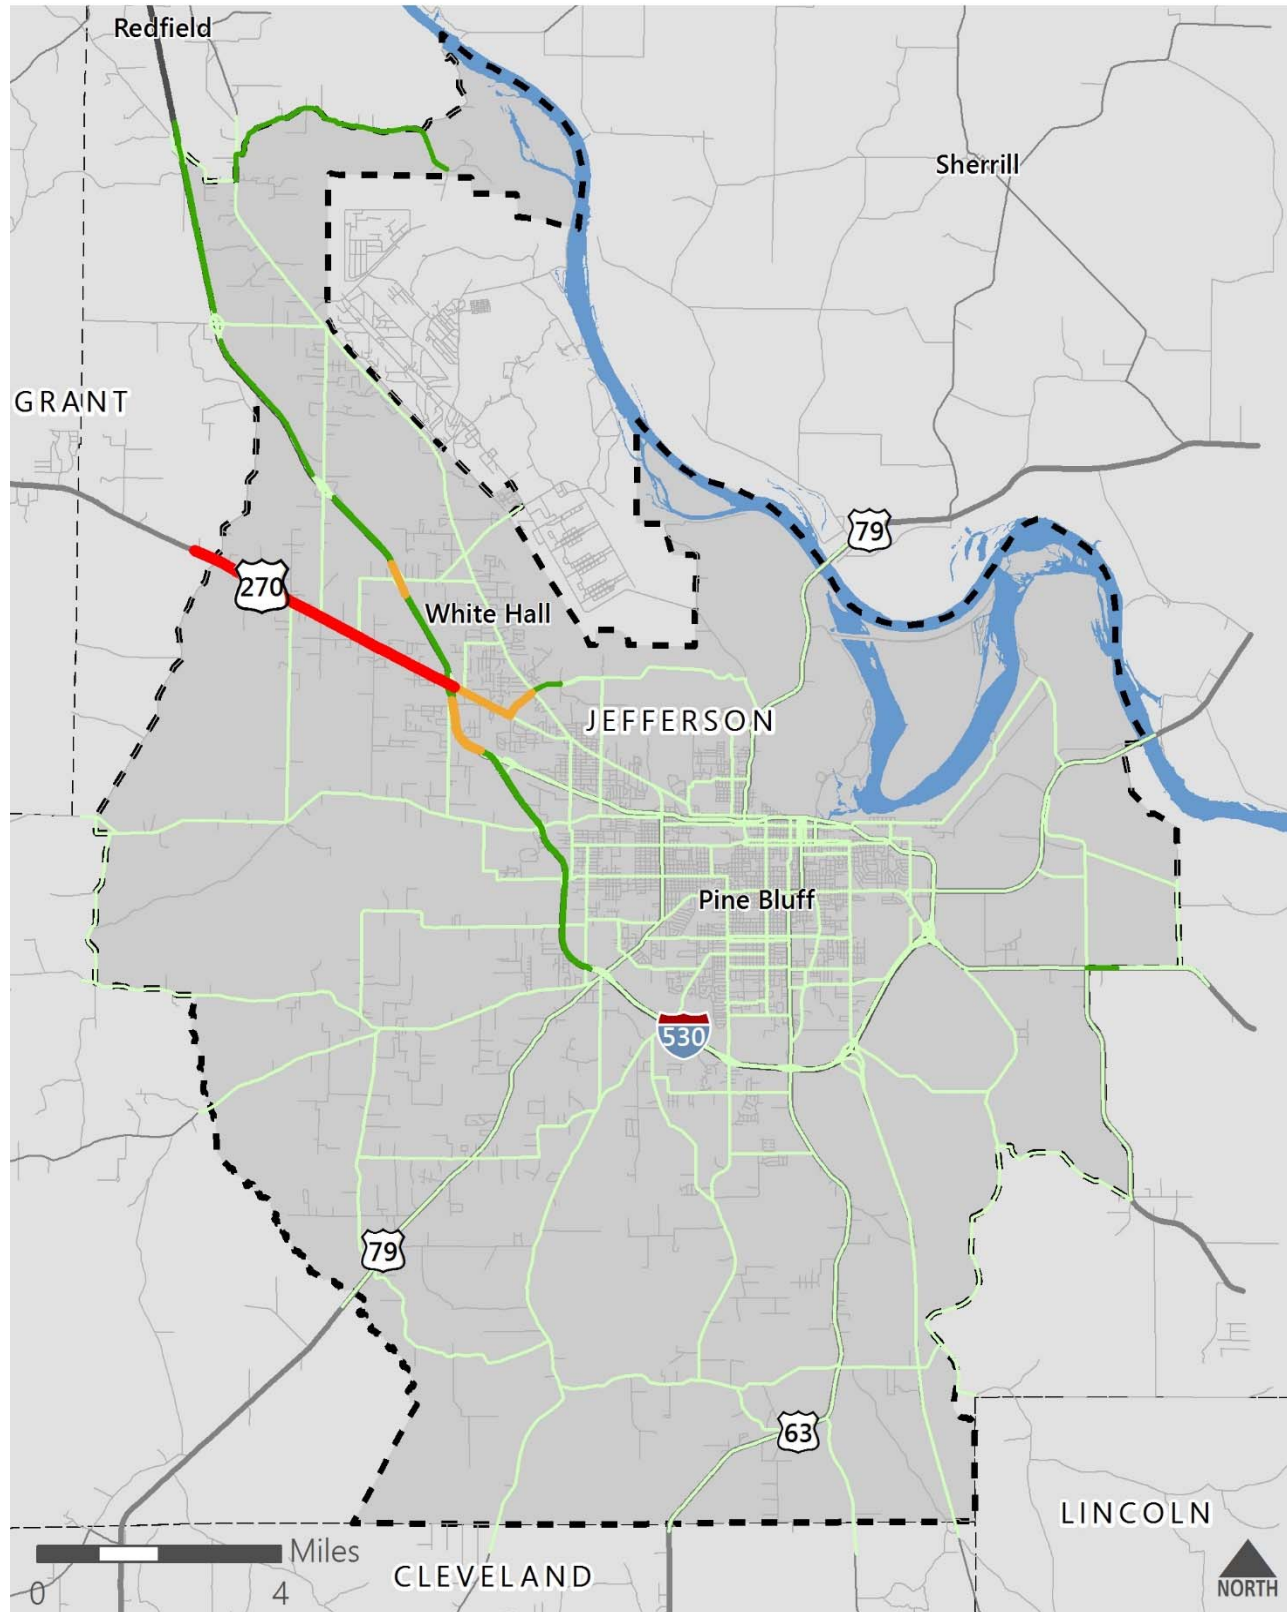 Redfield
Sherrill
GRANT
79
270
White Hall
JEFFERSON
Pine Bluff
530
79
63
LINCOLN
Miles
0 4
CLEVELAND
NORTH